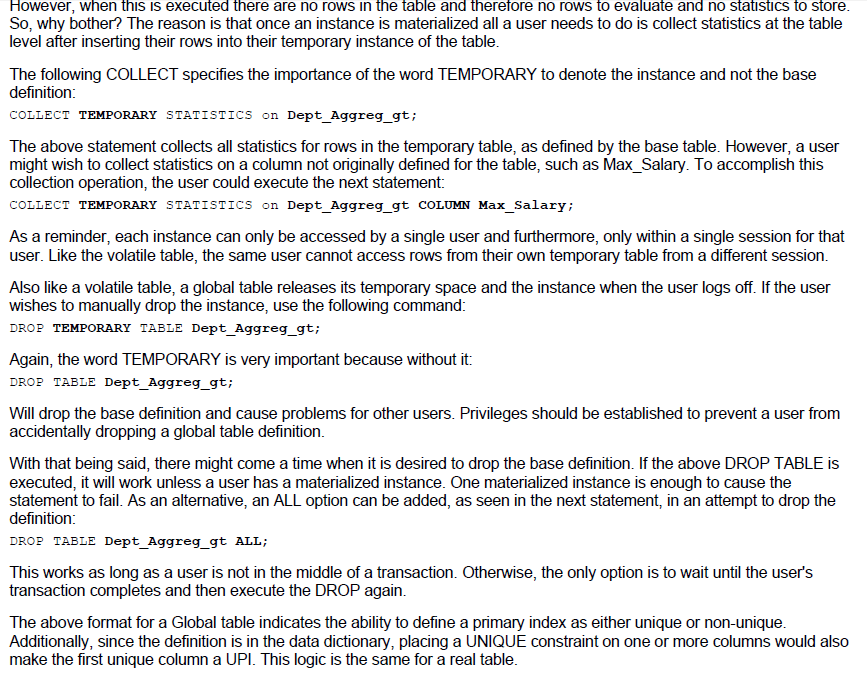 However, when this is executed there are no rows in the table and therefore no rows to evaluate and no statistics to store.
So, why bother? The reason is that once an instance is materialized all a user needs to do is collect statistics at the table
level after inserting their rows into their temporary instance of the table.
The following COLLECT specifies the importance of the word TEMPORARY to denote the instance and not the base
definition:
COLLECT TEMPORARY STATISTICS on Dept_Aggreg_gt;
The above statement collects all statistics for rows in the temporary table, as defined by the base table. However, a user
might wish to collect statistics on a column not originally defined for the table, such as Max_Salary. To accomplish this
collection operation, the user could execute the next statement:
COLLECT TEMPORARY STATISTICS on Dept_Aggreg_gt COLUMN Max_Salary;
As a reminder, each instance can only be accessed by a single user and furthermore, only within a single session for that
user. Like the volatile table, the same user cannot access rows from their own temporary table from a different session.
Also like a volatile table, a global table releases its temporary space and the instance when the user logs off. If the user
wishes to manually drop the instance, use the following command:
DROP TEMPORARY TABLE Dept_Aggreg_gt;
Again, the word TEMPORARY is very important because without it:
DROP TABLE Dept_Aggreg_gt;
Will drop the base definition and cause problems for other users. Privileges should be established to prevent a user from
accidentally dropping a global table definition.
With that being said, there might come a time when it is desired to drop the base definition. If the above DROP TABLE is
executed, it will work unless a user has a materialized instance. One materialized instance is enough to cause the
statement to fail. As an alternative, an ALL option can be added, as seen in the next statement, in an attempt to drop the
definition:
DROP TABLE Dept_Aggreg_gt ALL;
This works as long as a user is not in the middle of a transaction. Otherwise, the only option is to wait until the user's
transaction completes and then execute the DROP again.
The above format for a Global table indicates the ability to define a primary index as either unique or non-unique.
Additionally, since the definition is in the data dictionary, placing a UNIQUE constraint on one or more columns would also
make the first unique column a UPI. This logic is the same for a real table.